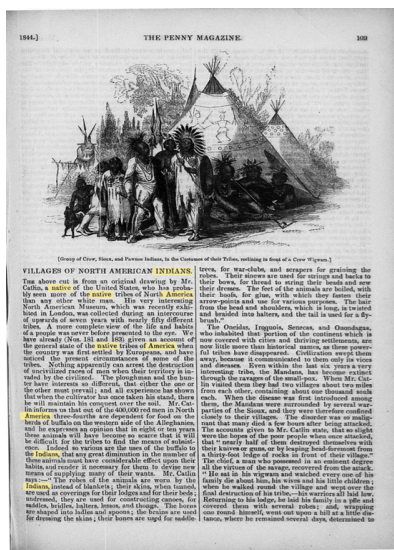 1844.] THE PENNY MAGAZINE. 103
[Group of Crow, Sioux, and Pawnee Indians, in the Costumes of their Tribes, reclining in front of a Crow Wigwam.]
VILLAGES OF NORTH AMERICAN INDIANS.
THE above cut is from an original drawing by Mr.
Catlin, a native of the United States, who has proba-
bly seen more of the native tribes of North America
than any other white man. His very interesting
North American Museum, which was recently exhi-
bited in London, was collected during an intercourse
of upwards of seven years with nearly fifty different
tribes. A more complete view of the life and habits
of a people was never before presented to the eye. We
have already (Nos. 181 and 183) given an account of
the general state of the native tribes of America when
the country was first settled by Europeans, and have
noticed the present circumstances of some of the
tribes. Nothing apparently can arrest the destruction
of uncivilized races of men when their territory is in-
vaded by the civilized. The ploughman and the hun-
ter have interests so different, that either the one or
the other must prevail; and all experience has shown
that when the cultivator has once taken his stand, there
he will maintain his conquest over the soil. Mr. Cat-
lin informs us that out of the 400,000 red men in North
America three-fourths are dependent for food on the
herds of buffalo on the western side of the Alleghanies,
and he expresses an opinion that in eight or ten years
these animals will have become so scarce that it will
be difficult for the tribes to find the means of subsist-
ence. Indeed so various are the uses of the buffalo to
the Indians, that any great diminution in the number of
these animals must have considerable effect upon their
habits, and render it necessary for them to devise new
means of supplying many of their wants. Mr. Catlin
says:—"The robes of the animals are worn by the
Indians, instead of blankets; their skins, when tanned,
are used as coverings for their lodges and for their beds;
undressed, they are used for constructing canoes, for
saddles, bridles, halters, lassos, and thongs. The horns
are shaped into ladles and spoons; the brains are used
for dressing the skins; their bones are used for saddle-
trees, for war-clubs, and scrapers for graining the
robes. Their sinews are used for strings and backs to
their bows, for thread to string their beads and sew
their dresses. The feet of the animals are boiled, with
their hoofs, for glue, with which they fasten their
arrow-points and use for various purposes. The hair
from the head and shoulders, which is long, is twisted
and braided into halters, and the tail is used for a fly-
brush."
The Oneidas, Iroquois, Senecas, and Onondagas,
who inhabited that portion of the continent which is
now covered with cities and thriving settlements, are
now little more than historical names, as these power-
ful tribes have disappeared. Civilization swept them
away, because it communicated to them only its vices
and diseases. Even within the last six years a very
interesting tribe, the Mandans, has become extinct
through the ravages of the small-pox. When Mr. Cat-
lin visited them they had two villages about two miles
from each other, containing about one thousand souls
each. When the disease was first introduced among
them, the Mandans were surrounded by several war-
parties of the Sioux, and they were therefore confined
closely to their villages. The disorder was so malig-
nant that many died a few hours after being attacked.
The accounts given to Mr. Catlin state, that so slight
were the hopes of the poor people when once attacked,
that "nearly half of them destroyed themselves with
their knives or guns, or by leaping head-foremost from
a thirty-foot ledge of rocks in front of their village."
The chief, a man who possessed in an eminent degree
all the virtues of the savage, recovered from the attack.
"He sat in his wigwam and watched every one of his
family die about him, his wives and his little children;
when he walked round the village and wept over the
final destruction of his tribe,—his warriors all laid low.
Returning to his lodge, he laid his family in a pile and
covered them with several robes; and, wrapping
one round himself, went out upon a hill at a little dis-
tance, where he remained several days, determined to